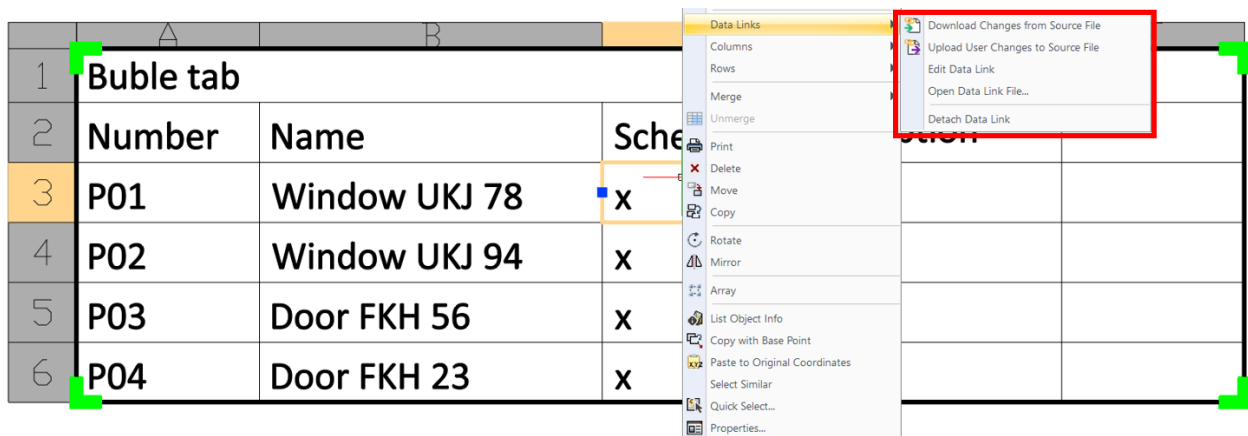 A B
1 Buble tab
2 Number Name Sche
3 P01 Window UKJ 78 x
4 P02 Window UKJ 94 x
5 P03 Door FKH 56 x
6 P04 Door FKH 23 x
Data Links
Columns
Rows
Merge
Unmerge
Print
Delete
Move
Copy
Rotate
Mirror
Array
List Object Info
Copy with Base Point
Paste to Original Coordinates
Select Similar
Quick Select...
Properties...
Download Changes from Source File
Upload User Changes to Source File
Edit Data Link
Open Data Link File...
Detach Data Link